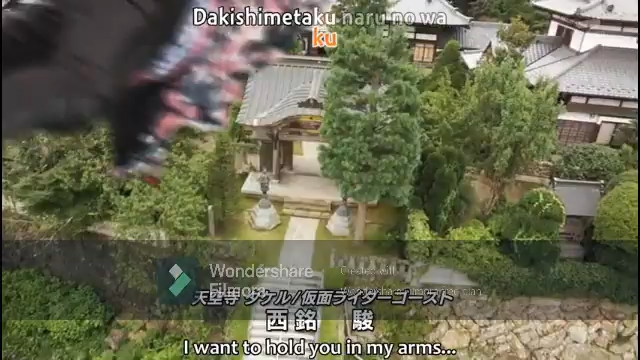 Dakishimetaku naru no wa
ku
Wondershare
Filmora
天空寺 タケル/仮面ライダーゴースト
西銘 駿
I want to hold you in my arms...